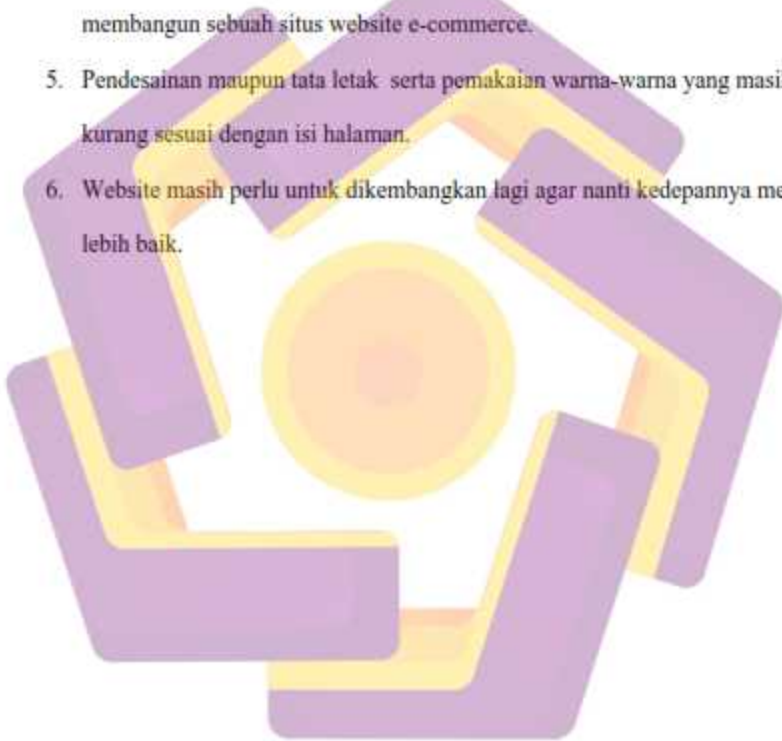 membangun sebuah situs website e-commerce.
5. Pendesainan maupun tata letak serta pemakaian warna-warna yang masi
kurang sesuai dengan isi halaman.
6. Website masih perlu untuk dikembangkan lagi agar nanti kedepannya me
lebih baik.